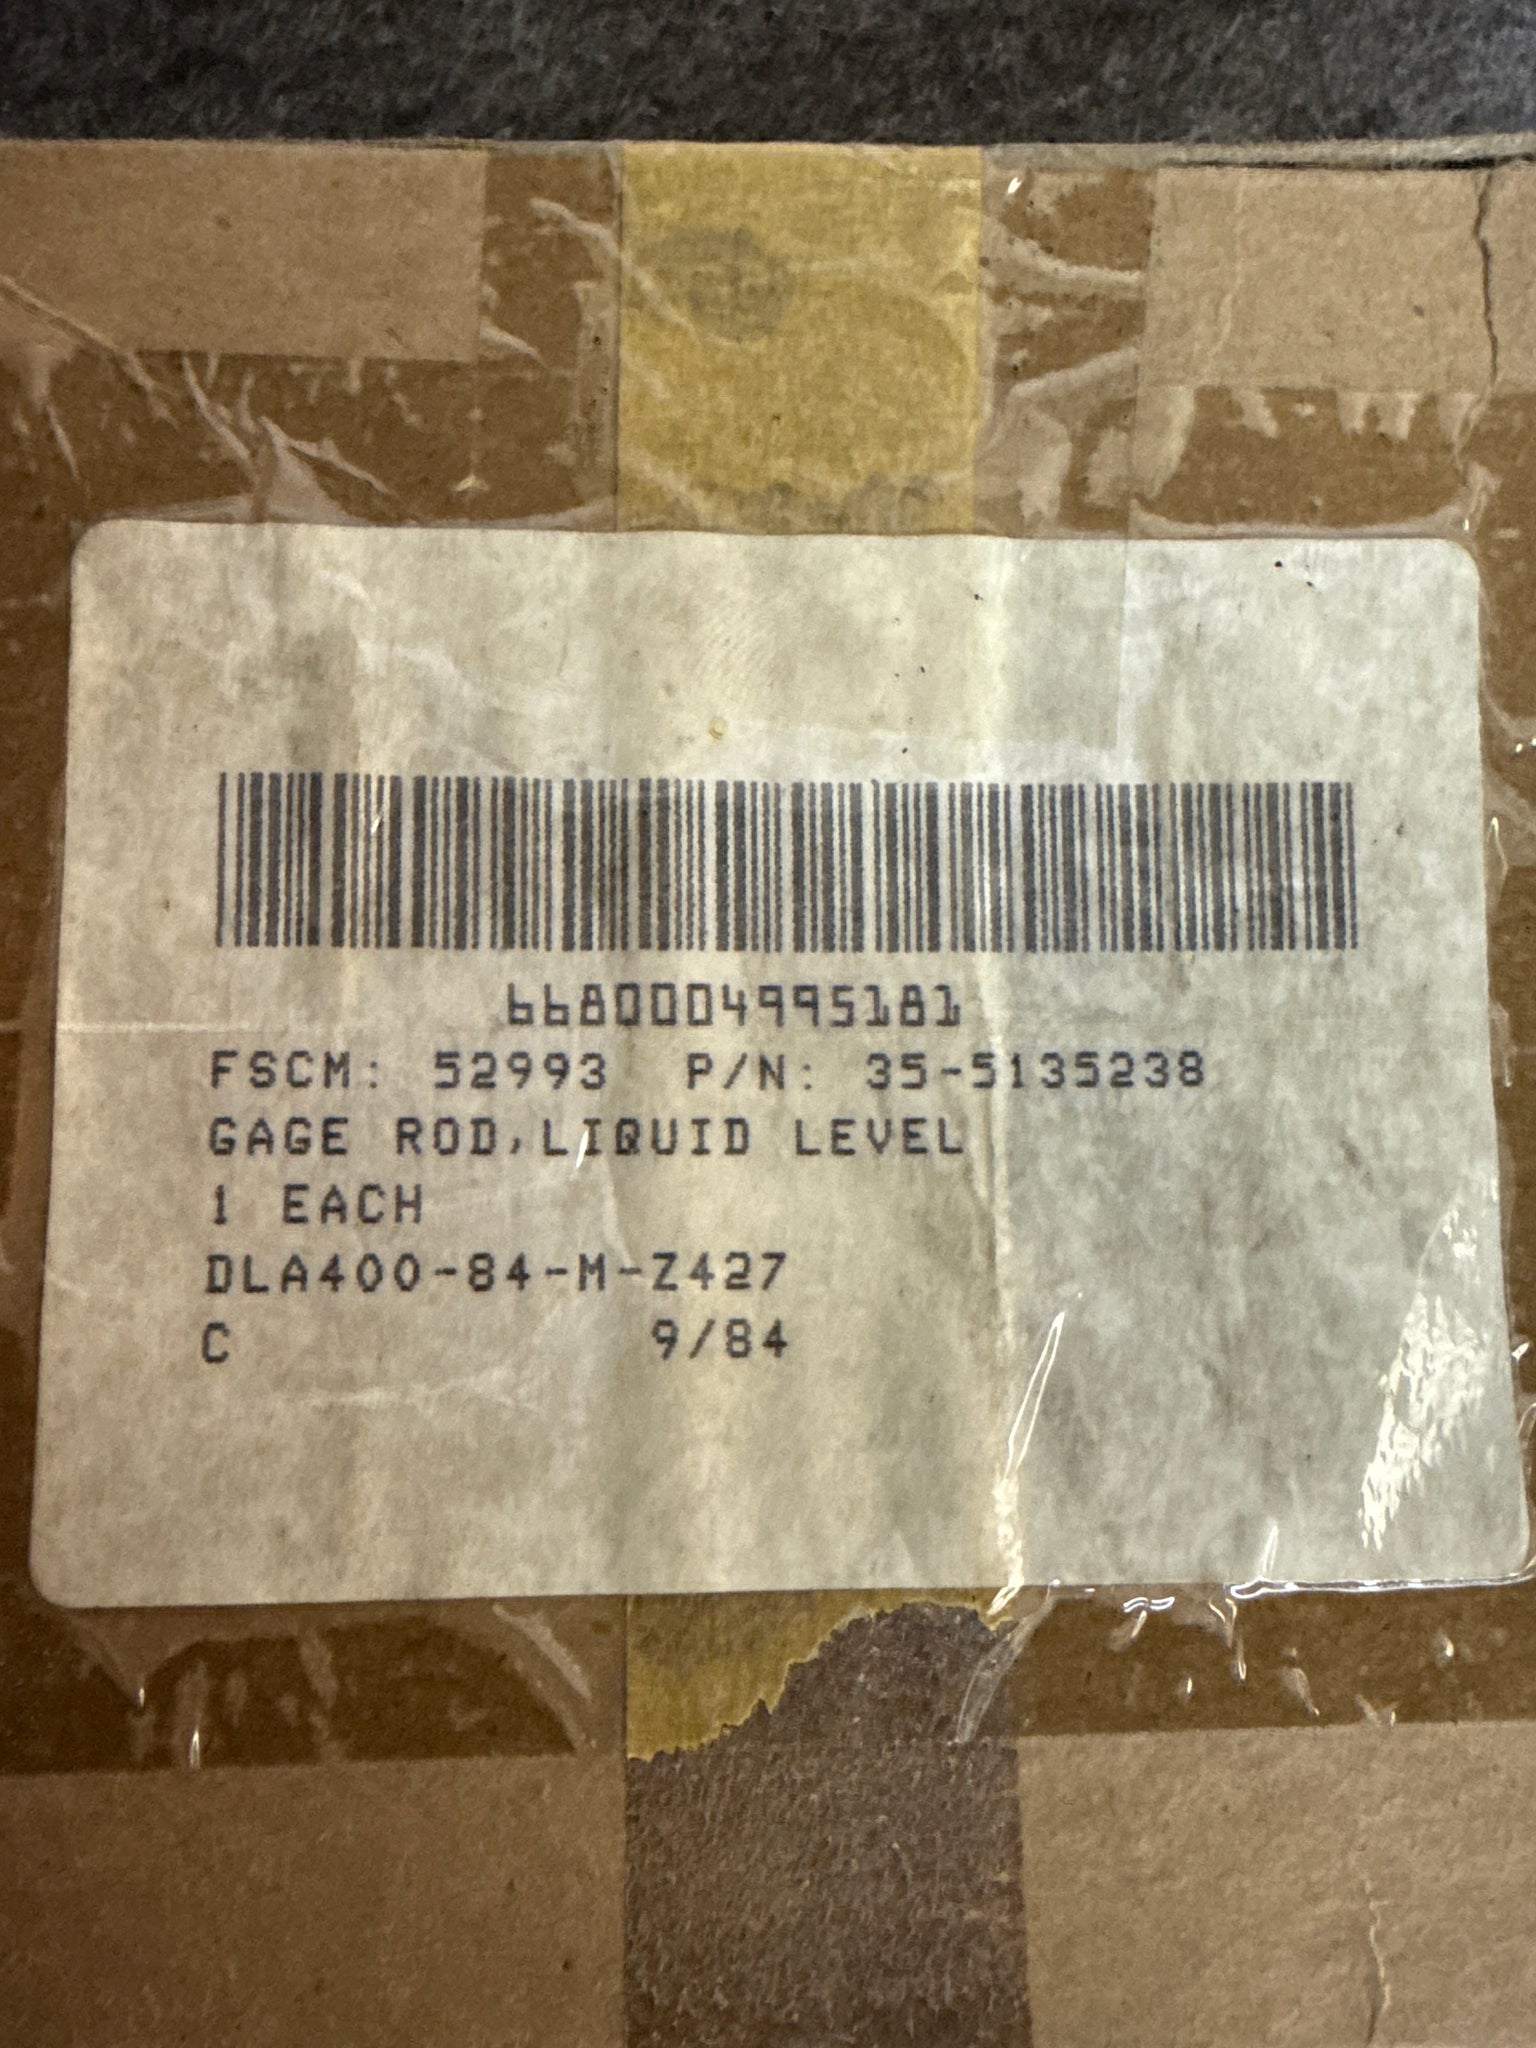 6680004995181
FSCM: 52993 P/N: 35-5135238
GAGE ROD,LIQUID LEVEL
1 EACH
DLA400-84-M-Z427
C 9/84